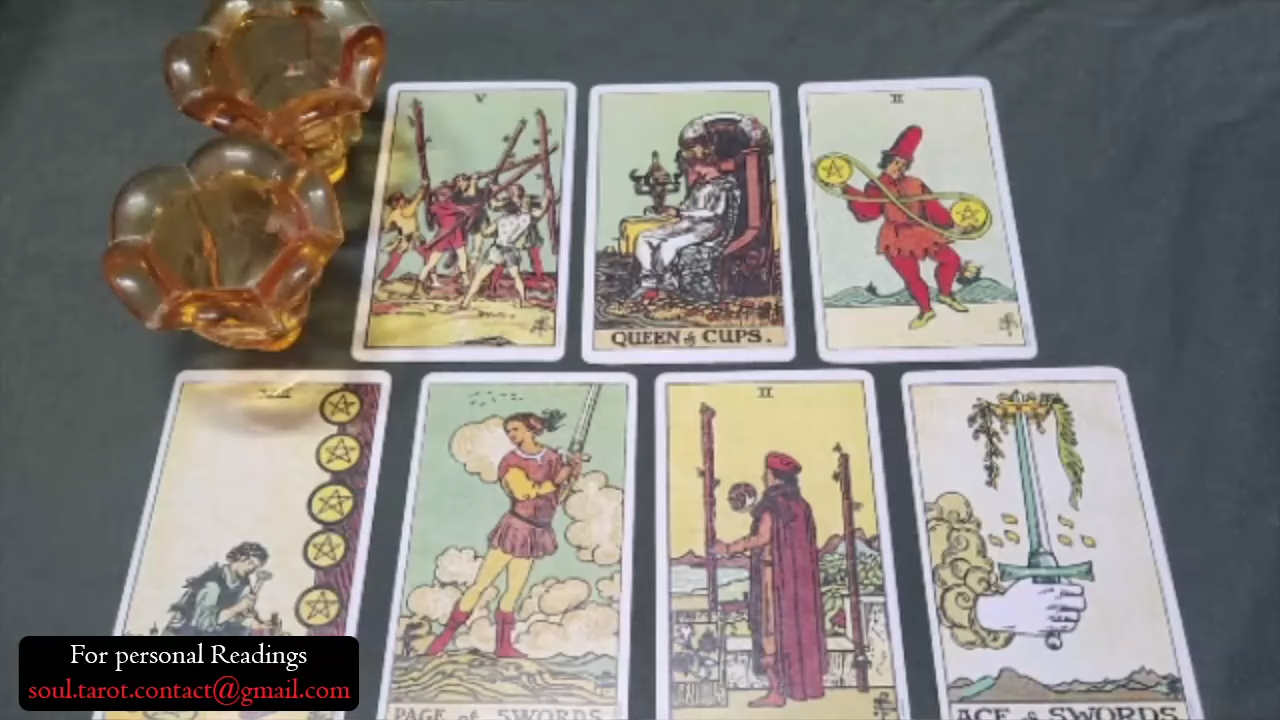 V
QUEEN of CUPS.
II
VIII
PAGE of SWORDS
II
ACE of SWORDS
For personal Readings
soul.tarot.contact@gmail.com